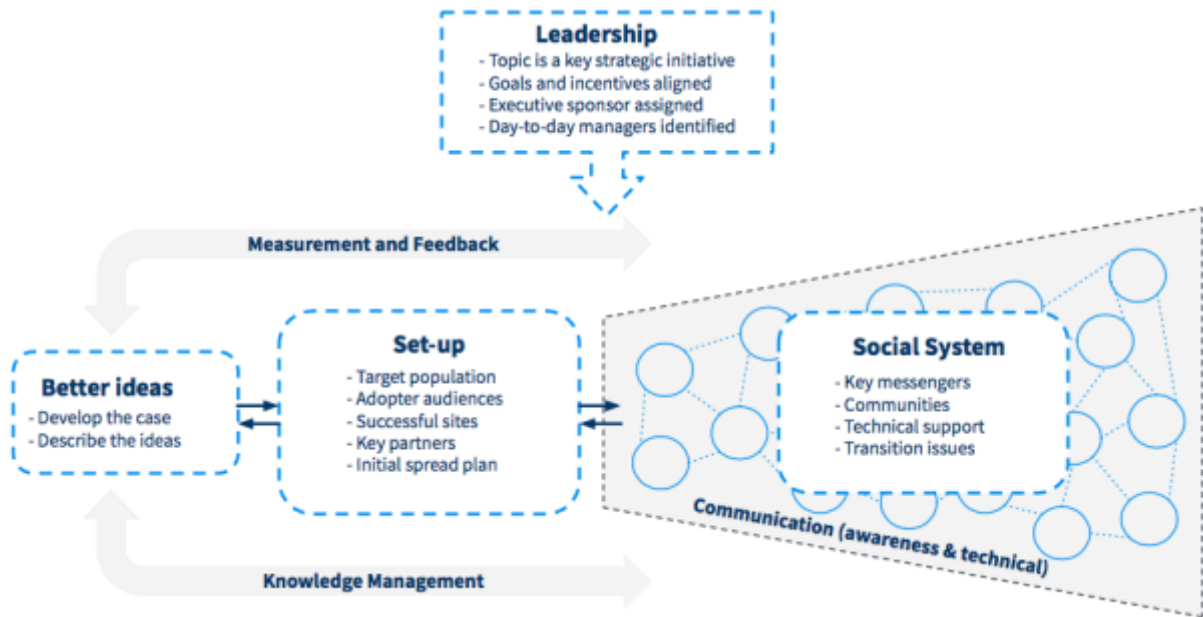 Leadership
- Topic is a key strategic initiative
- Goals and incentives aligned
- Executive sponsor assigned
- Day-to-day managers identified
Measurement and Feedback
Better ideas
- Develop the case
- Describe the ideas
Set-up
- Target population
- Adopter audiences
- Successful sites
- Key partners
- Initial spread plan
Social System
- Key messengers
- Communities
- Technical support
- Transition issues
Communication (awareness & technical)
Knowledge Management